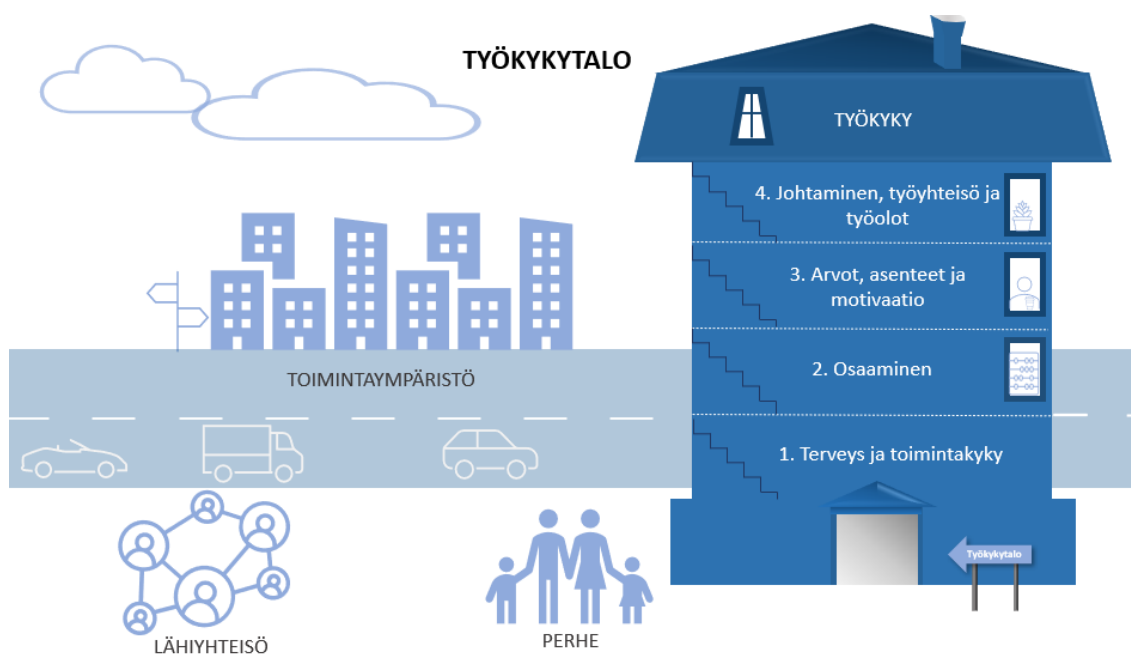 TYÖKYKYTALO
TYÖKYKY
4. Johtaminen, työyhteisö ja
työolot
3. Arvot, asenteet ja
motivaatio
2. Osaaminen
1. Terveys ja toimintakyky
Työkykytalo
TOIMINTAYMPÄRISTÖ
LÄHIYHTEISÖ
PERHE